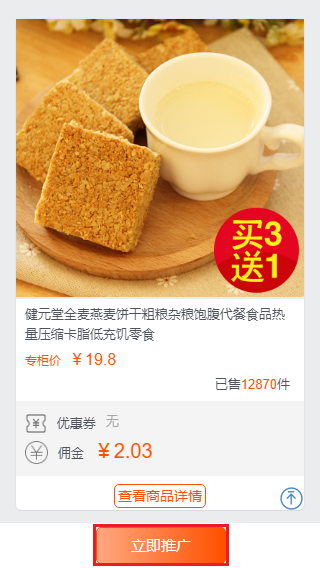 买3
送1
健元堂全麦燕麦饼干粗粮杂粮饱腹代餐食品热
量压缩卡脂低充饥零食
专柜价 ¥19.8
已售12870件
优惠券 无
佣金 ¥2.03
查看商品详情
立即推广